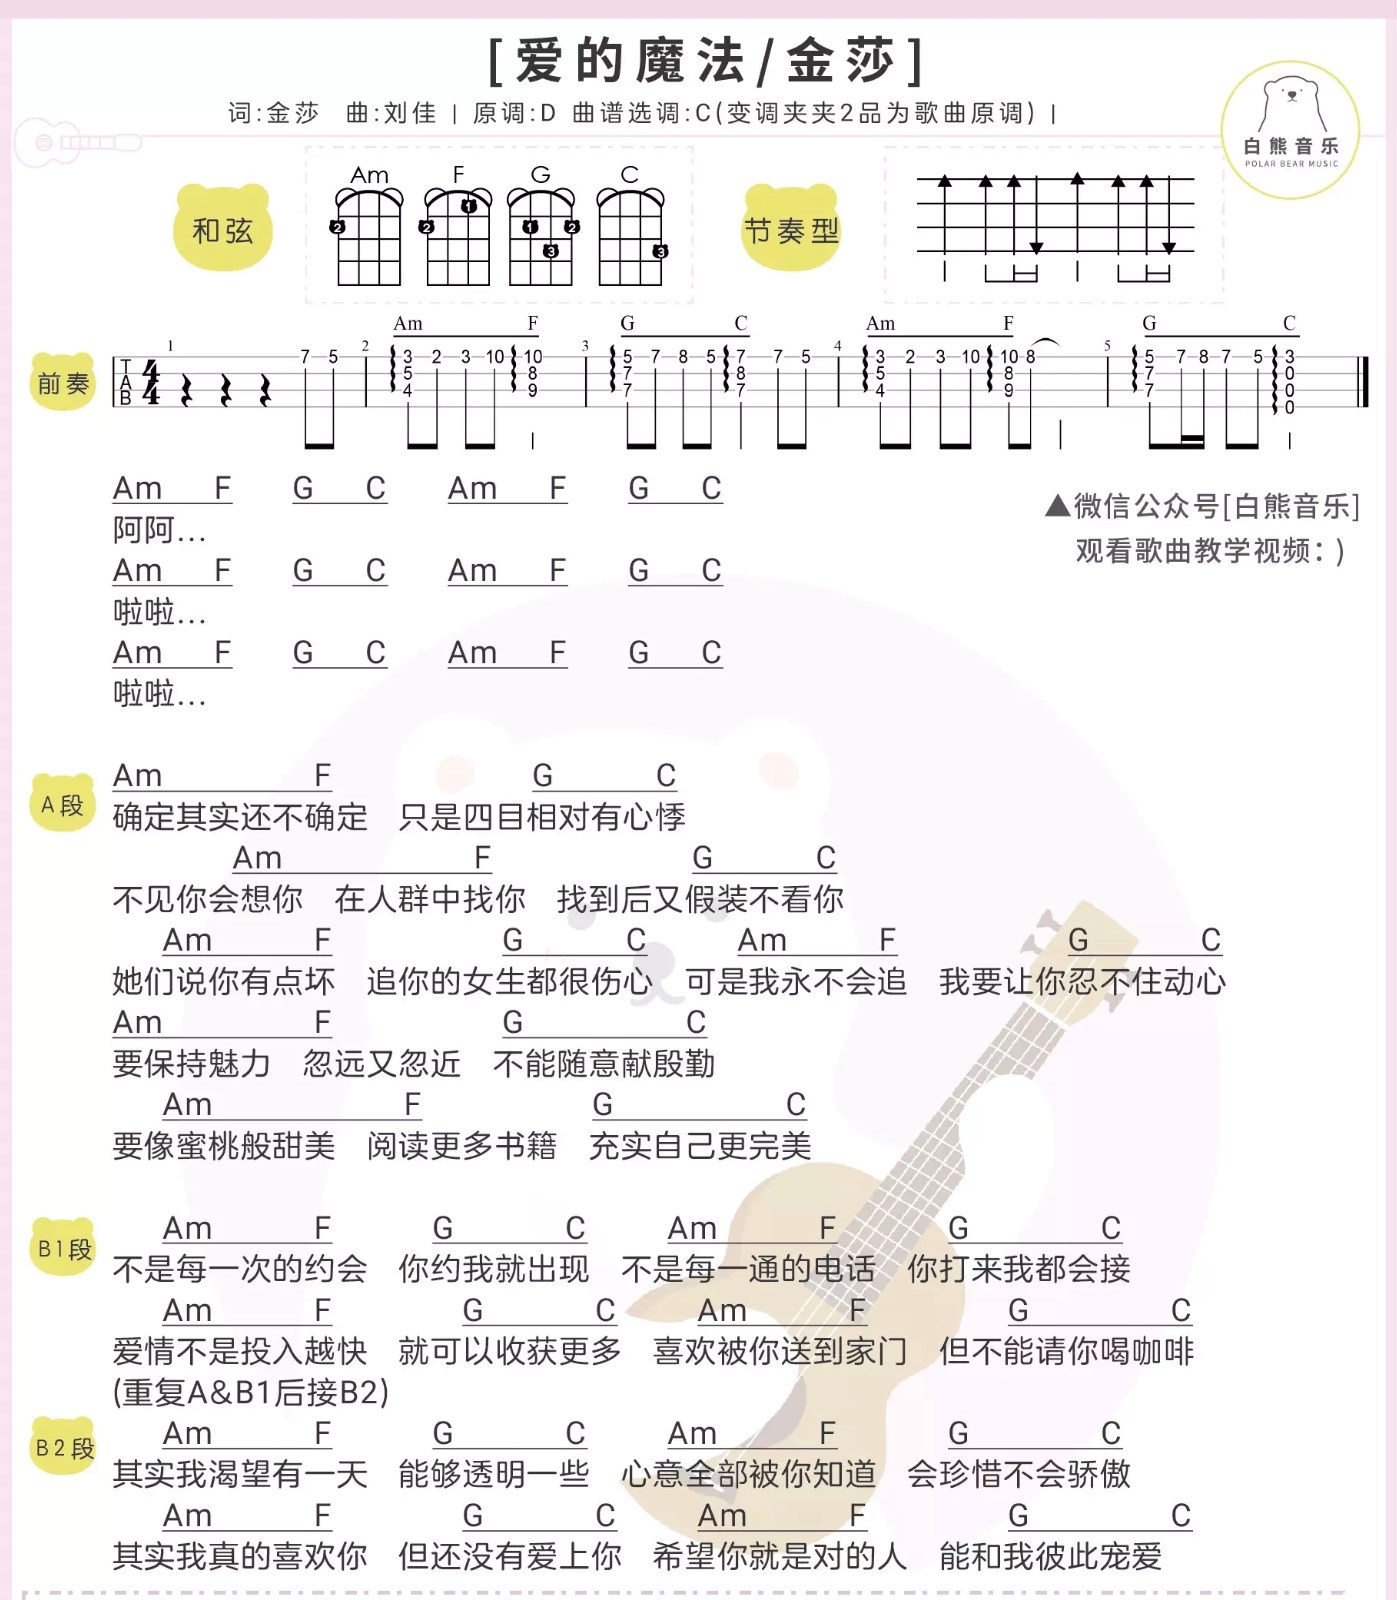 [爱的魔法/金莎]
词:金莎 曲:刘佳 | 原调:D 曲谱选调:C(变调夹夹2品为歌曲原调) |
白熊音乐
POLAR BEAR MUSIC
和弦
Am F G C
2 2 1 1 2 3 3
节奏型
Am F G C Am F G C
前奏
1 2 3 4 5
T A B 4 4
7 5 3 2 3 10 10 5 7 8 5 7 7 5 3 2 3 10 10 8 5 7 8 7 5 3
5 8 7 8 5 8 7 0
4 9 7 7 4 9 7 0
0
Am F G C Am F G C
阿阿...
▲微信公众号[白熊音乐]
观看歌曲教学视频：)
Am F G C Am F G C
啦啦...
Am F G C Am F G C
啦啦...
A段
Am F G C
确定其实还不确定 只是四目相对有心悸
Am F G C
不见你会想你 在人群中找你 找到后又假装不看你
Am F G C Am F G C
她们说你有点坏 追你的女生都很伤心 可是我永不会追 我要让你忍不住动心
Am F G C
要保持魅力 忽远又忽近 不能随意献殷勤
Am F G C
要像蜜桃般甜美 阅读更多书籍 充实自己更完美
B1段
Am F G C Am F G C
不是每一次的约会 你约我就出现 不是每一通的电话 你打来我都会接
Am F G C Am F G C
爱情不是投入越快 就可以收获更多 喜欢被你送到家门 但不能请你喝咖啡
(重复A&B1后接B2)
B2段
Am F G C Am F G C
其实我渴望有一天 能够透明一些 心意全部被你知道 会珍惜不会骄傲
Am F G C Am F G C
其实我真的喜欢你 但还没有爱上你 希望你就是对的人 能和我彼此宠爱